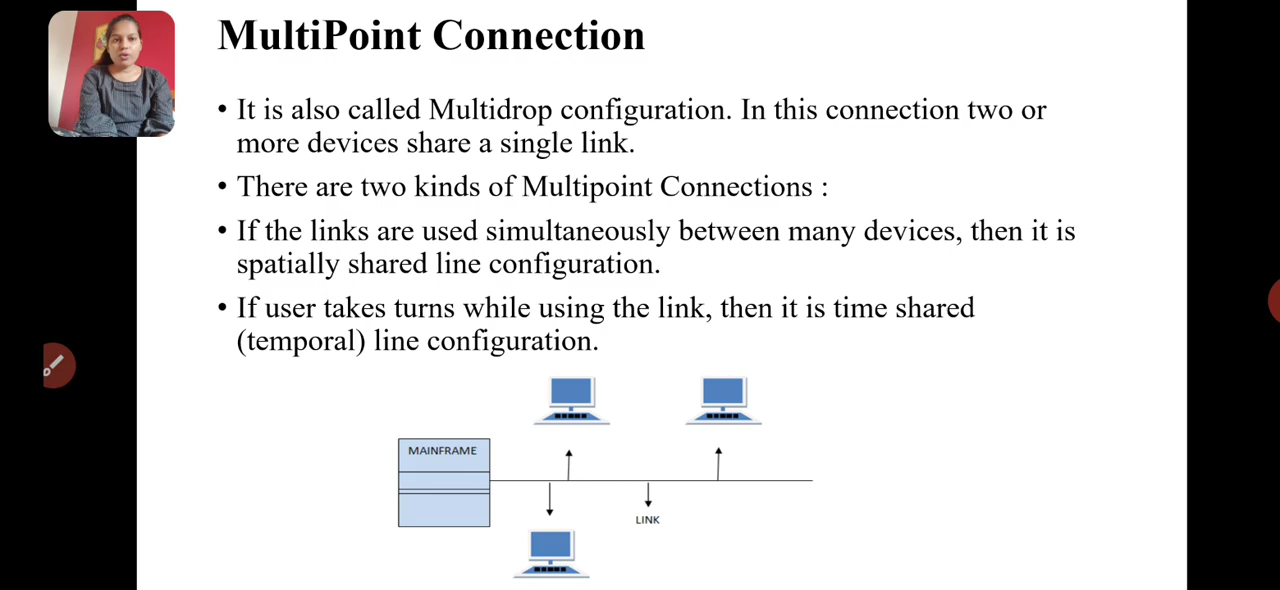 MultiPoint Connection
• It is also called Multidrop configuration. In this connection two or
more devices share a single link.
• There are two kinds of Multipoint Connections :
• If the links are used simultaneously between many devices, then it is
spatially shared line configuration.
• If user takes turns while using the link, then it is time shared
(temporal) line configuration.
MAINFRAME
LINK